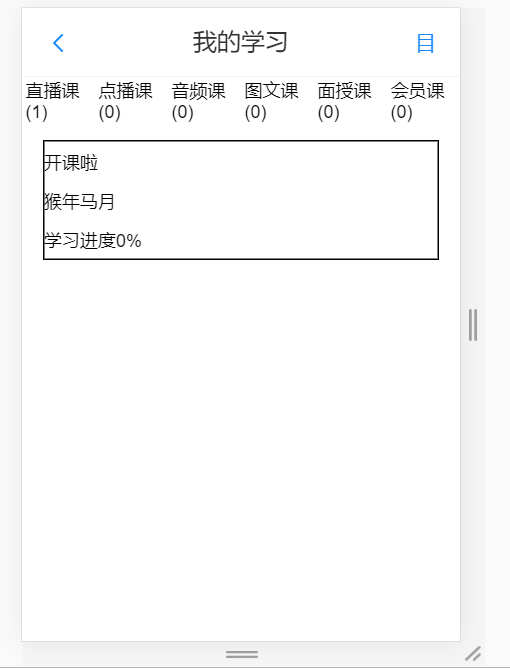 我的学习 目
直播课 点播课 音频课 图文课 面授课 会员课
(1) (0) (0) (0) (0) (0)
开课啦
猴年马月
学习进度0%